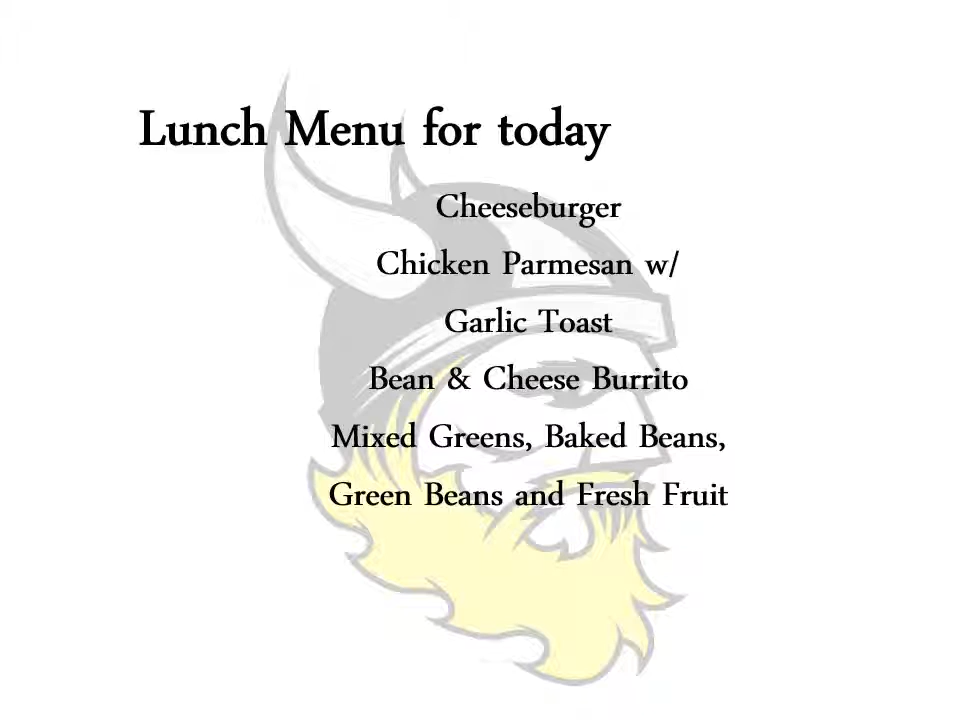 Lunch Menu for today
Cheeseburger
Chicken Parmesan w/
Garlic Toast
Bean & Cheese Burrito
Mixed Greens, Baked Beans,
Green Beans and Fresh Fruit